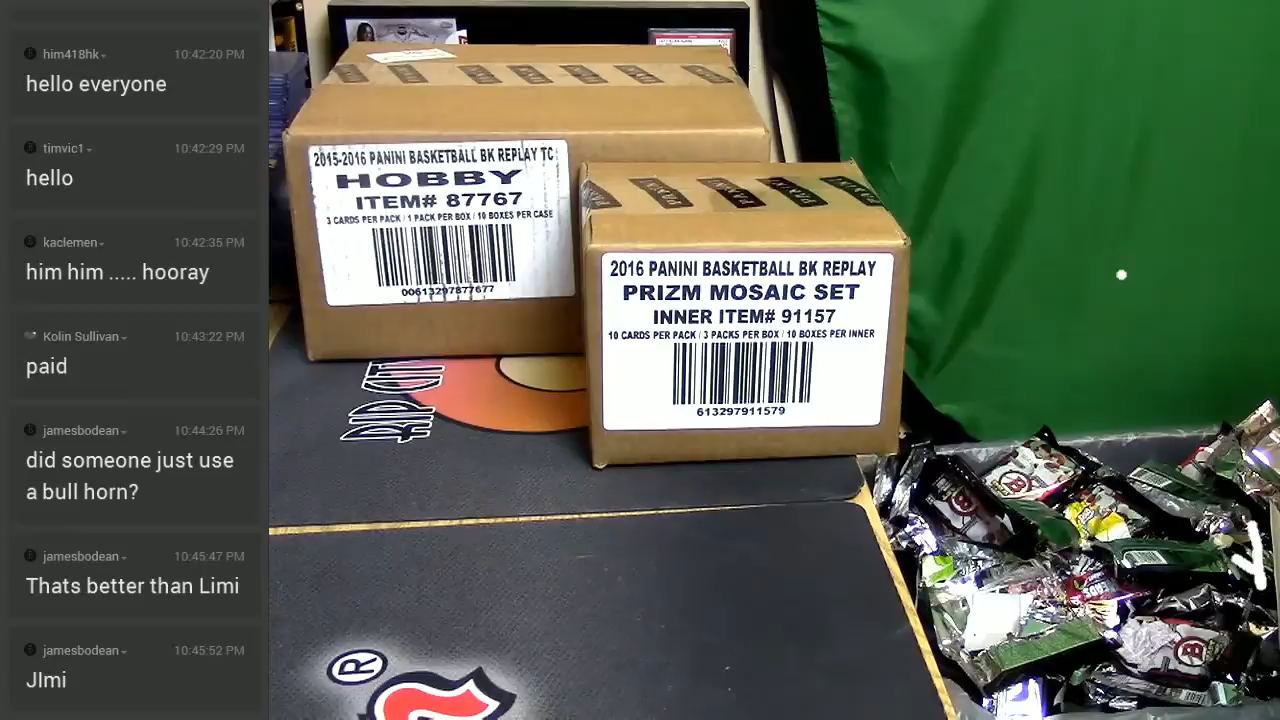 him418hk
10:42:20 PM
hello everyone
timvic1
10:42:29 PM
hello
kaclemen
10:42:35 PM
him him ..... hooray
Kolin Sullivan
10:43:22 PM
paid
jamesbodean
10:44:26 PM
did someone just use
a bull horn?
jamesbodean
10:45:47 PM
Thats better than Limi
jamesbodean
10:45:52 PM
JImi
2015-2016 PANINI BASKETBALL BK REPLAY TC
HOBBY
ITEM# 87767
3 CARDS PER PACK / 1 PACK PER BOX / 10 BOXES PER CASE
00613297877677
2016 PANINI BASKETBALL BK REPLAY
PRIZM MOSAIC SET
INNER ITEM# 91157
10 CARDS PER PACK / 3 PACKS PER BOX / 10 BOXES PER INNER
613297911579
RIP CITY
®